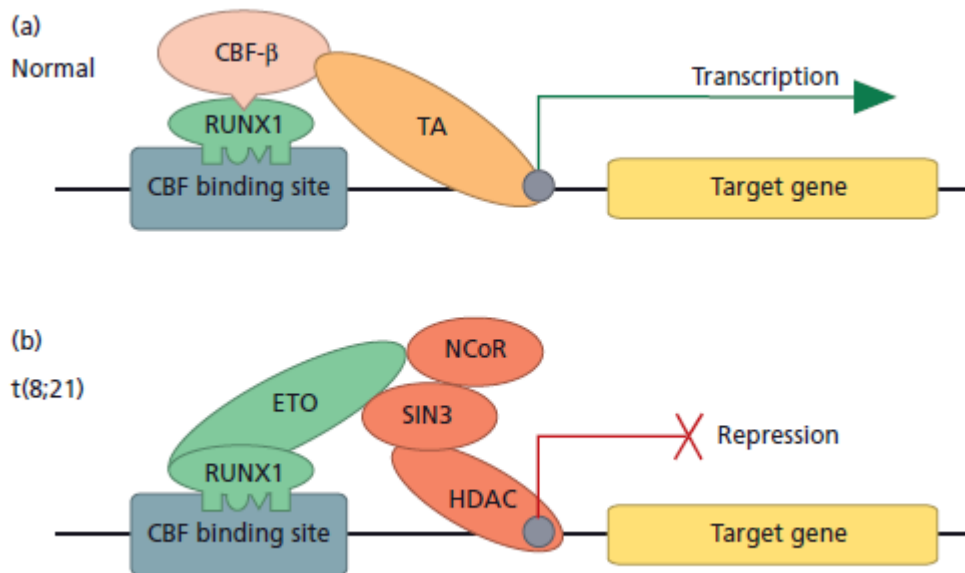 (a)
Normal
CBF-β
RUNX1
CBF binding site
TA
Transcription
Target gene
(b)
t(8;21)
ETO
NCoR
SIN3
HDAC
RUNX1
CBF binding site
Repression
Target gene